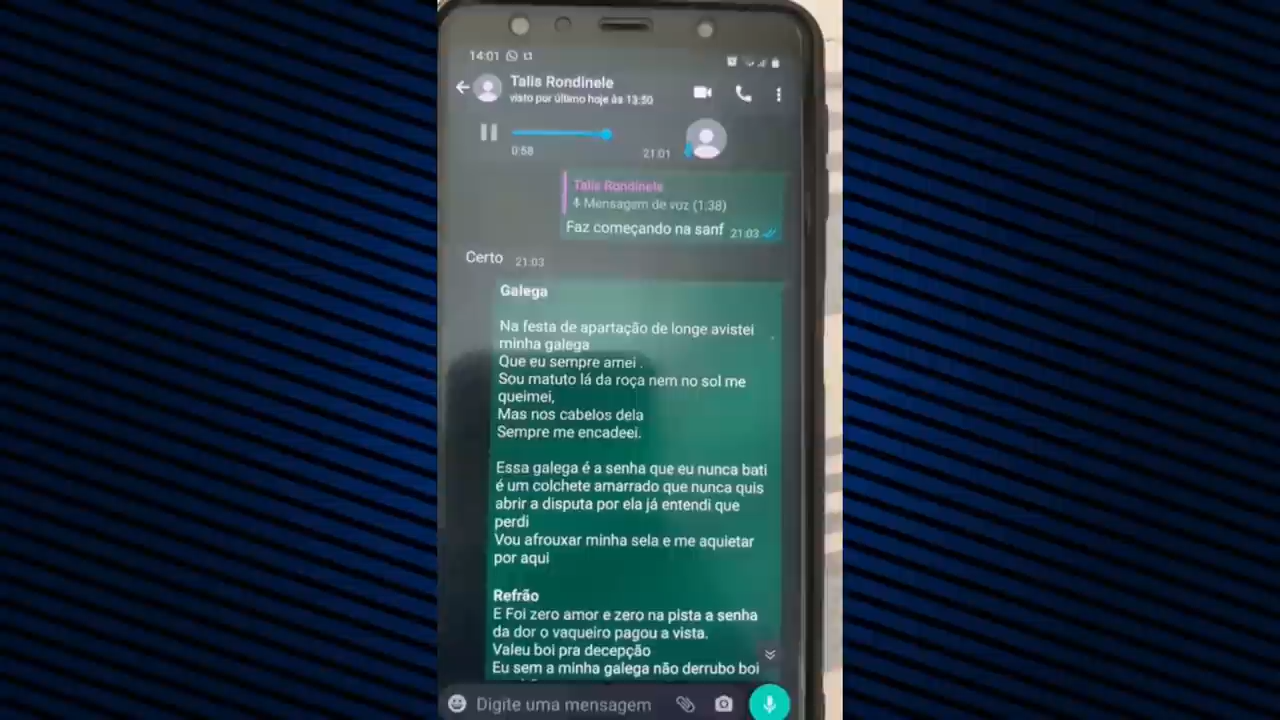 14:01
Talis Rondinele
visto por último hoje às 13:50
0:58
21:01
Talis Rondinele
Mensagem de voz (1:38)
Faz começando na sanf 21:03
Certo 21:03
Galega
Na festa de apartação de longe avistei
minha galega
Que eu sempre amei .
Sou matuto lá da roça nem no sol me
queimei,
Mas nos cabelos dela
Sempre me encadeei.
Essa galega é a senha que eu nunca bati
é um colchete amarrado que nunca quis
abrir a disputa por ela já entendi que
perdi
Vou afrouxar minha sela e me aquietar
por aqui
Refrão
E Foi zero amor e zero na pista a senha
da dor o vaqueiro pagou a vista.
Valeu boi pra decepção
Eu sem a minha galega não derrubo boi
Digite uma mensagem